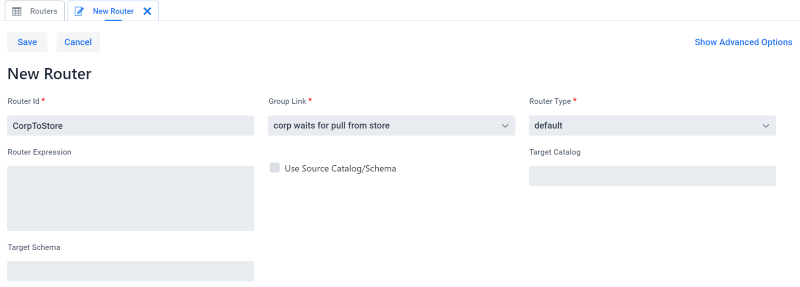 Routers New Router
Save Cancel Show Advanced Options
New Router
Router Id * Group Link * Router Type *
CorpToStore corp waits for pull from store default
Router Expression Target Catalog
Use Source Catalog/Schema
Target Schema